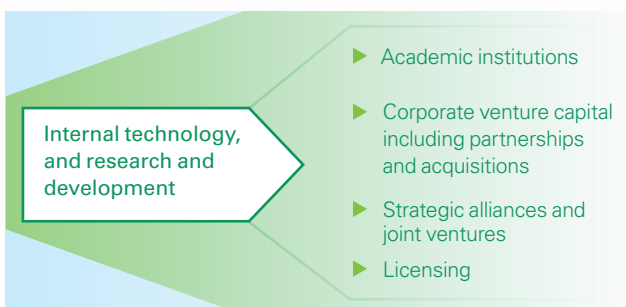 Internal technology,
and research and
development
Academic institutions
Corporate venture capital
including partnerships
and acquisitions
Strategic alliances and
joint ventures
Licensing